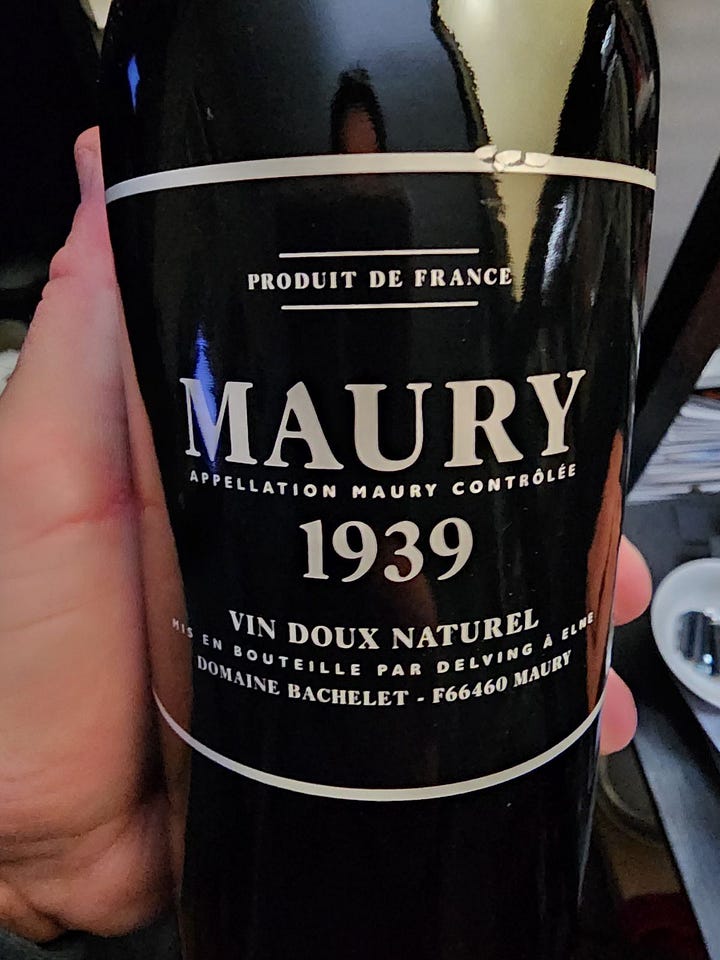 PRODUIT DE FRANCE
MAURY
APPELLATION MAURY CONTRÔLÉE
1939
VIN DOUX NATUREL
MIS EN BOUTEILLE PAR DELVING À ELNE
DOMAINE BACHELET - F66460 MAURY